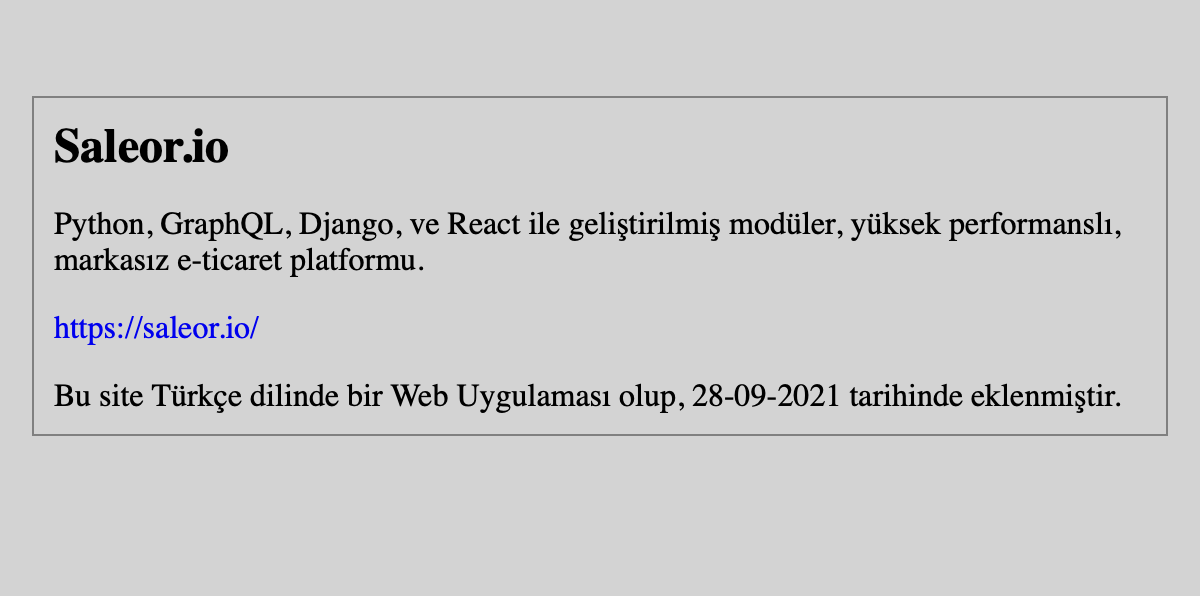 Saleor.io
Python, GraphQL, Django, ve React ile geliştirilmiş modüler, yüksek performanslı,
markasız e-ticaret platformu.
https://saleor.io/
Bu site Türkçe dilinde bir Web Uygulaması olup, 28-09-2021 tarihinde eklenmiştir.